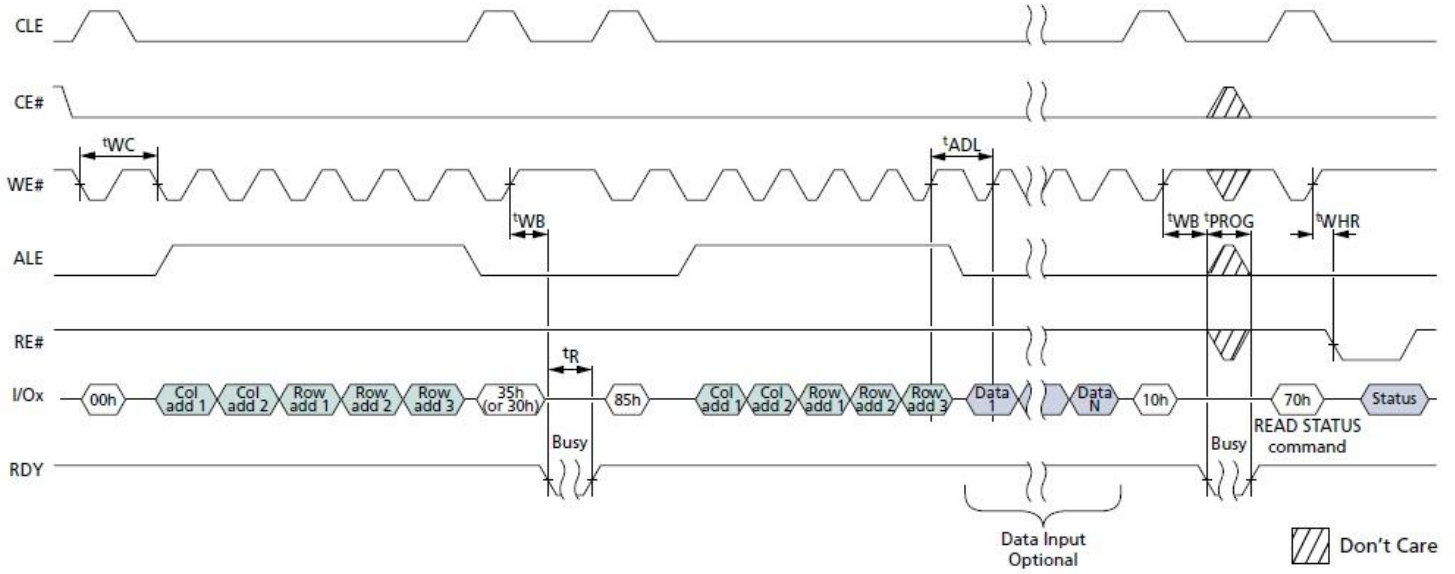 CLE
CE#
tWC
tADL
WE#
tWB
tWB
tPROG
tWHR
ALE
RE#
tR
I/Ox
00h
Col
add 1
Col
add 2
Row
add 1
Row
add 2
Row
add 3
35h
(or 30h)
85h
Col
add 1
Col
add 2
Row
add 1
Row
add 2
Row
add 3
Data
1
Data
N
10h
70h
Status
READ STATUS
command
Busy
Busy
RDY
Data Input
Optional
Don't Care